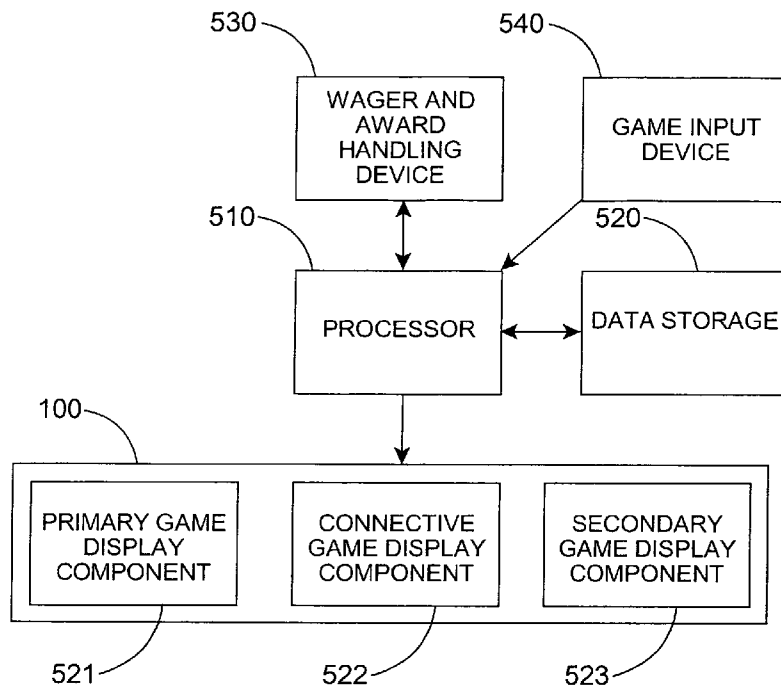 530
540
WAGER AND
AWARD
HANDLING
DEVICE
GAME INPUT
DEVICE
510
520
PROCESSOR
DATA STORAGE
100
PRIMARY GAME
DISPLAY
COMPONENT
CONNECTIVE
GAME DISPLAY
COMPONENT
SECONDARY
GAME DISPLAY
COMPONENT
521
522
523